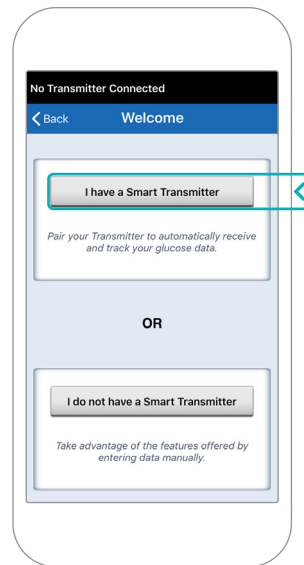 No Transmitter Connected
Back Welcome
I have a Smart Transmitter
Pair your Transmitter to automatically receive
and track your glucose data.
OR
I do not have a Smart Transmitter
Take advantage of the features offered by
entering data manually.